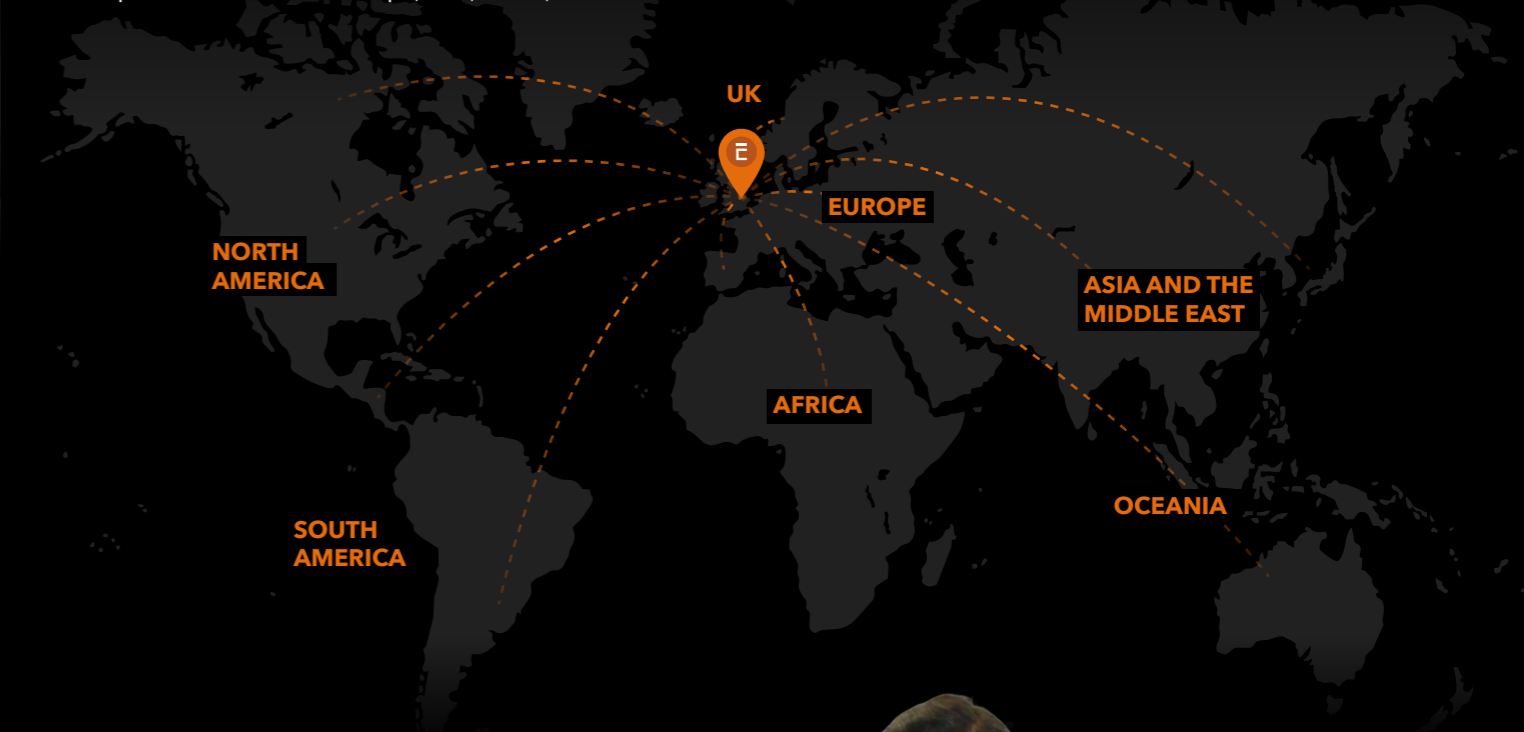 UK
E
EUROPE
NORTH
AMERICA
ASIA AND THE
MIDDLE EAST
AFRICA
OCEANIA
SOUTH
AMERICA